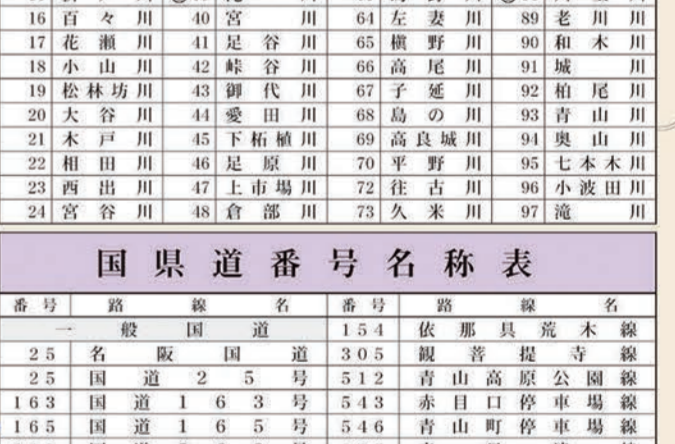 16 百々川 40 宮川 64 左妻川 89 老川川
17 花瀬川 41 足谷川 65 槇野川 90 和木川
18 小山川 42 峠谷川 66 高尾川 91 城川
19 松林坊川 43 御代川 67 子延川 92 柏尾川
20 大谷川 44 愛田川 68 島の川 93 青山川
21 木戸川 45 下柘植川 69 高良城川 94 奥山川
22 相田川 46 足原川 70 平野川 95 七本木川
23 西出川 47 上市場川 72 往古川 96 小波田川
24 宮谷川 48 倉部川 73 久米川 97 滝川
国県道番号名称表
番号 路線名 番号 路線名
一般国道 154 依那具荒木線
25 名阪国道 305 観菩提寺線
25 国道25号 512 青山高原公園線
163 国道163号 543 赤目口停車場線
165 国道165号 546 青山町停車場線